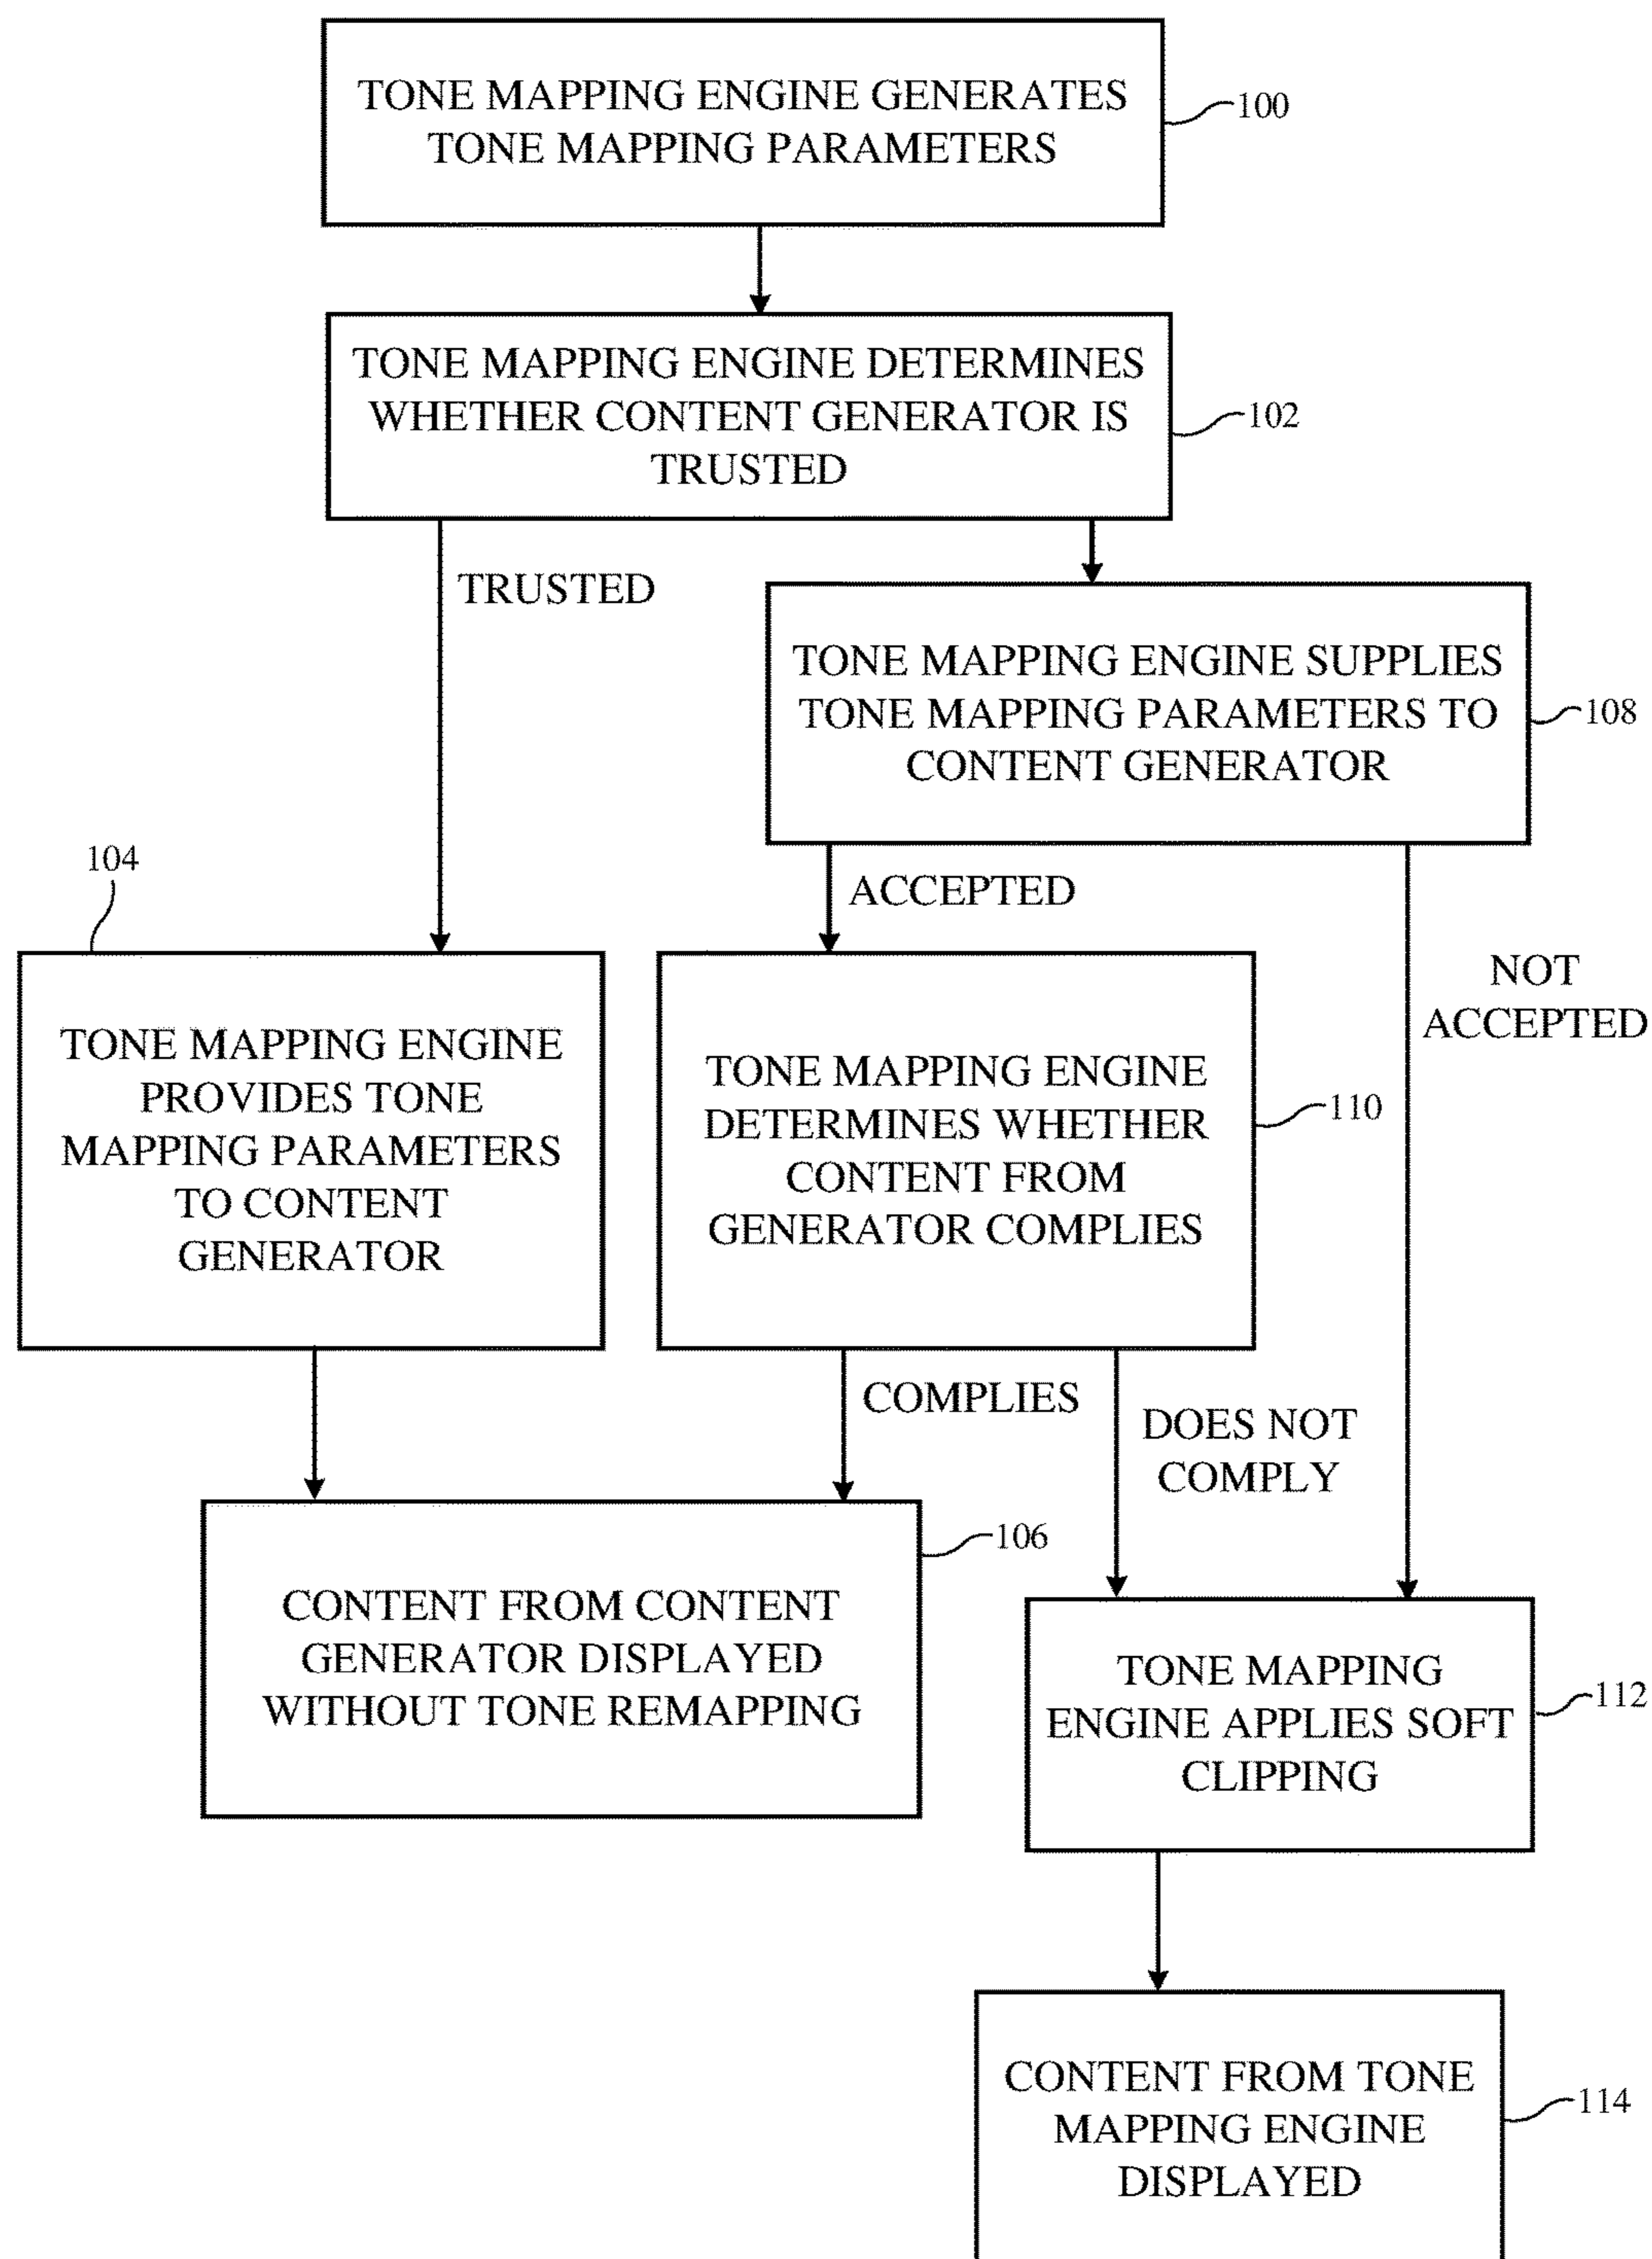 TONE MAPPING ENGINE GENERATES
TONE MAPPING PARAMETERS
100
TONE MAPPING ENGINE DETERMINES
WHETHER CONTENT GENERATOR IS
TRUSTED
102
TRUSTED
TONE MAPPING ENGINE SUPPLIES
TONE MAPPING PARAMETERS TO
CONTENT GENERATOR
108
104
ACCEPTED
NOT
ACCEPTED
TONE MAPPING ENGINE
PROVIDES TONE
MAPPING PARAMETERS
TO CONTENT
GENERATOR
TONE MAPPING ENGINE
DETERMINES WHETHER
CONTENT FROM
GENERATOR COMPLIES
110
COMPLIES
DOES NOT
COMPLY
CONTENT FROM CONTENT
GENERATOR DISPLAYED
WITHOUT TONE REMAPPING
106
TONE MAPPING
ENGINE APPLIES SOFT
CLIPPING
112
CONTENT FROM TONE
MAPPING ENGINE
DISPLAYED
114